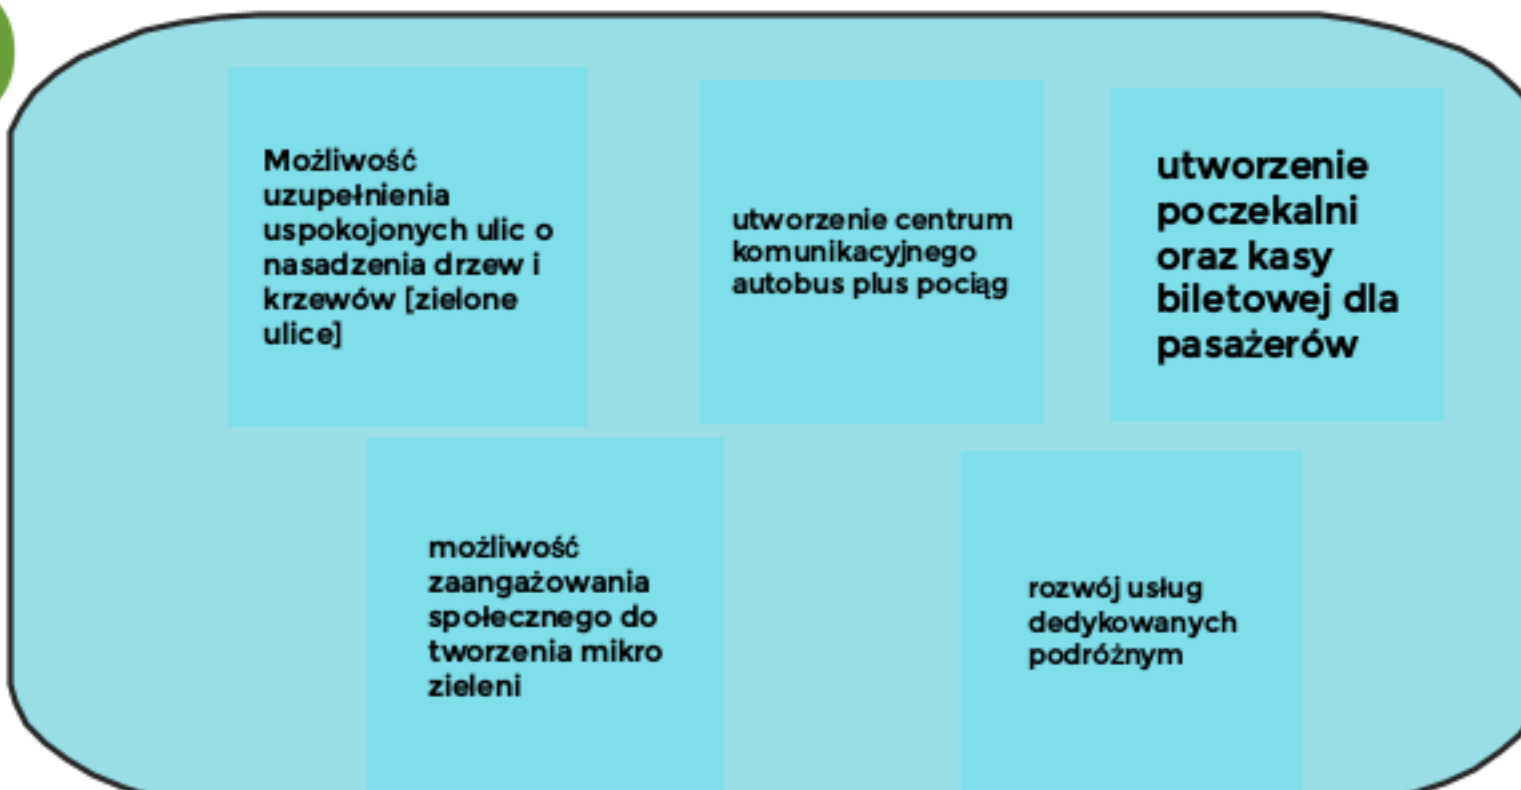 Możliwość
uzupełnienia
uspokojonych ulic o
nasadzenia drzew i
krzewów [zielone
ulice]
utworzenie centrum
komunikacyjnego
autobus plus pociąg
utworzenie
poczekalni
oraz kasy
biletowej dla
pasażerów
możliwość
zaangażowania
społecznego do
tworzenia mikro
zieleni
rozwój usług
dedykowanych
podróżnym